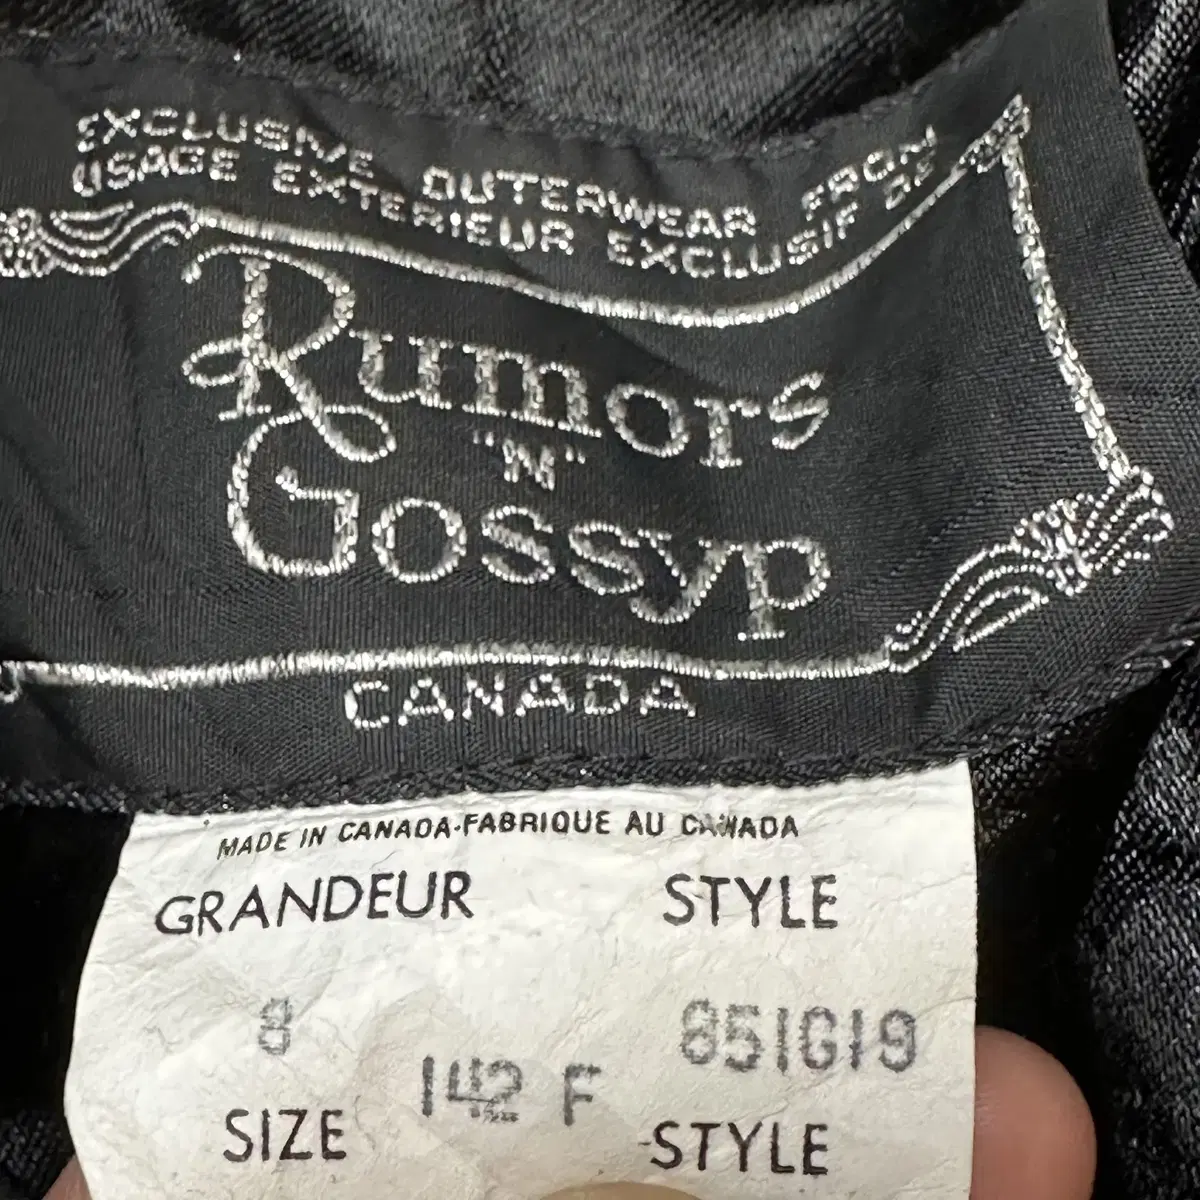 EXCLUSIVE OUTERWEAR FROM
USAGE EXTERIEUR EXCLUSIF DE
Rumors
"N"
Gossyp
CANADA
MADE IN CANADA-FABRIQUE AU CANADA
GRANDEUR STYLE
8 851G19
142 F
SIZE STYLE